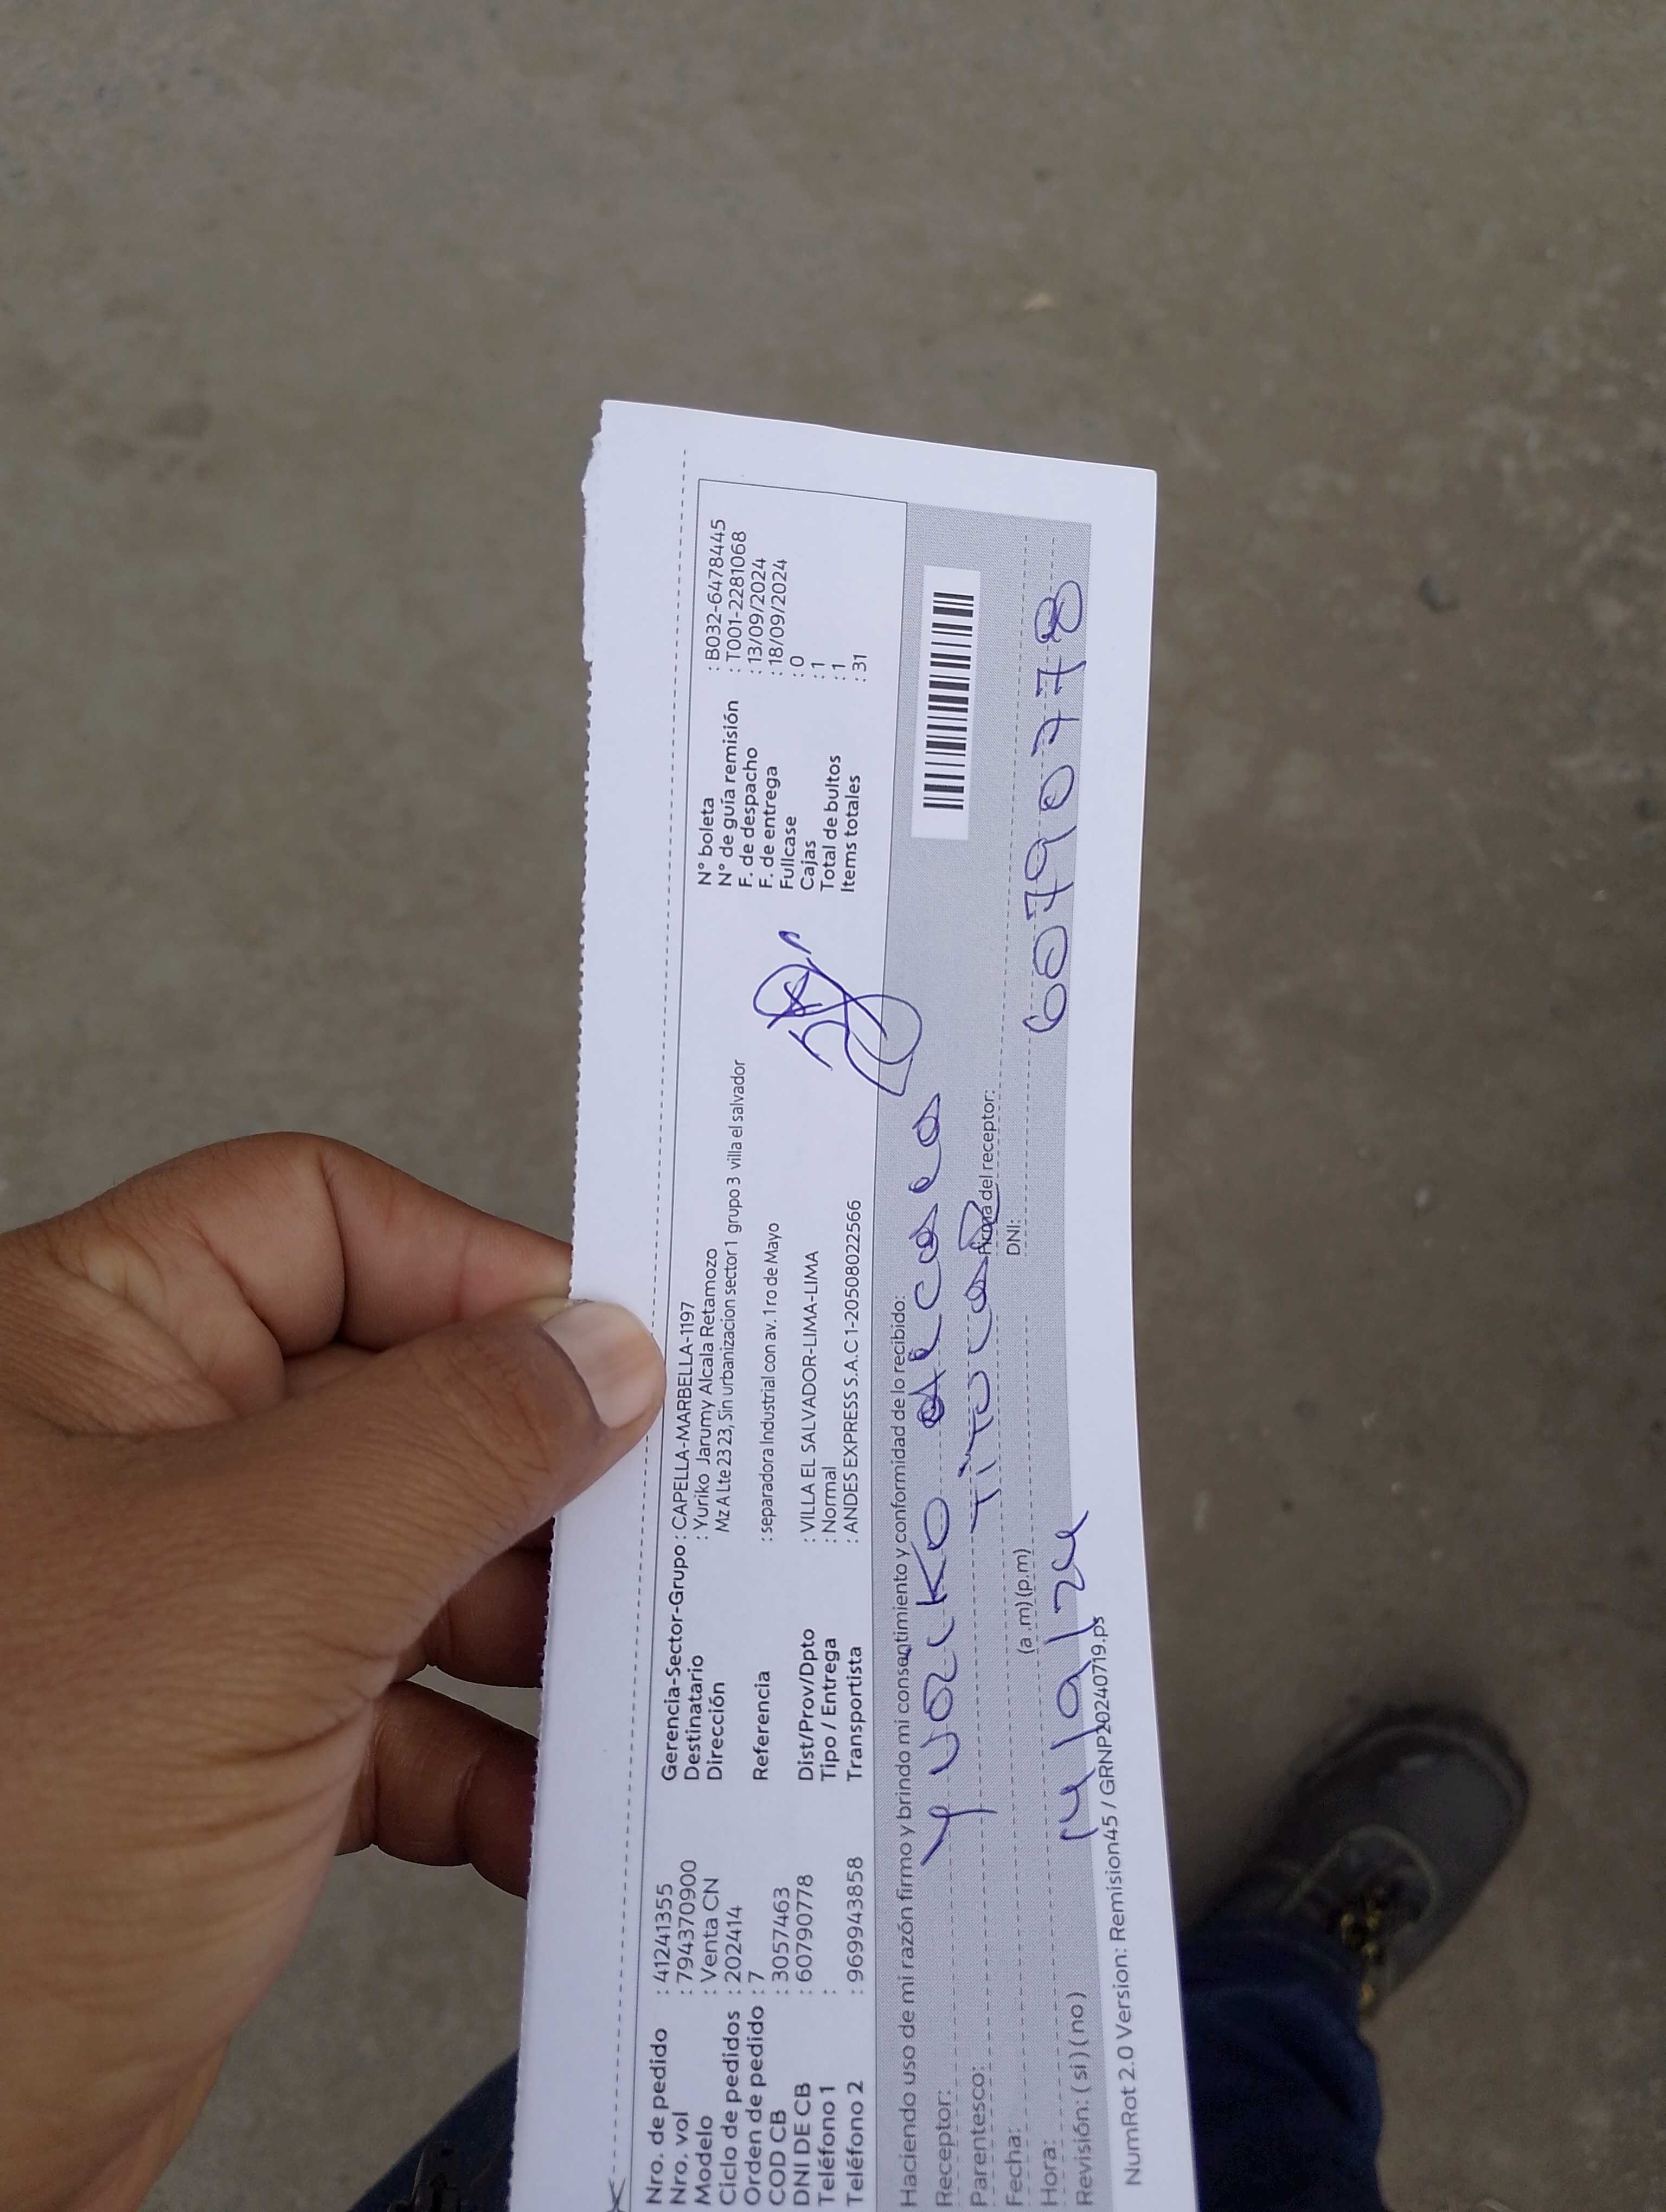 Nro. de pedido : 41241355
Nro. vol : 794370900
Modelo : Venta CN
Ciclo de pedidos : 202414
Orden de pedido : 7
COD CB : 3057463
DNI DE CB : 60790778
Teléfono 1 :
Teléfono 2 : 969943858
Gerencia-Sector-Grupo : CAPELLA-MARBELLA-1197
Destinatario : Yuriko Jarumy Alcala Retamozo
Dirección Mz A Lte 23 23, Sin urbanizacion sector 1 grupo 3 villa el salvador
Referencia : separadora Industrial con av. 1 ro de Mayo
Dist/Prov/Dpto : VILLA EL SALVADOR-LIMA-LIMA
Tipo / Entrega : Normal
Transportista : ANDES EXPRESS S.A.C 1-20508022566
N° boleta : B032-6478445
N° de guía remisión : T001-2281068
F. de despacho : 13/09/2024
F. de entrega : 18/09/2024
Fullcase : 0
Cajas : 1
Total de bultos : 1
Items totales : 31
Haciendo uso de mi razón firmo y brindo mi consentimiento y conformidad de lo recibido:
Receptor: Yuriko Alcala
Parentesco: Titular Firma del receptor:
Fecha: (a .m) (p.m) DNI: 60790778
Hora:
Revisión: ( si ) ( no )
NumRot 2.0 Version: Remision45 / GRNP20240719.ps